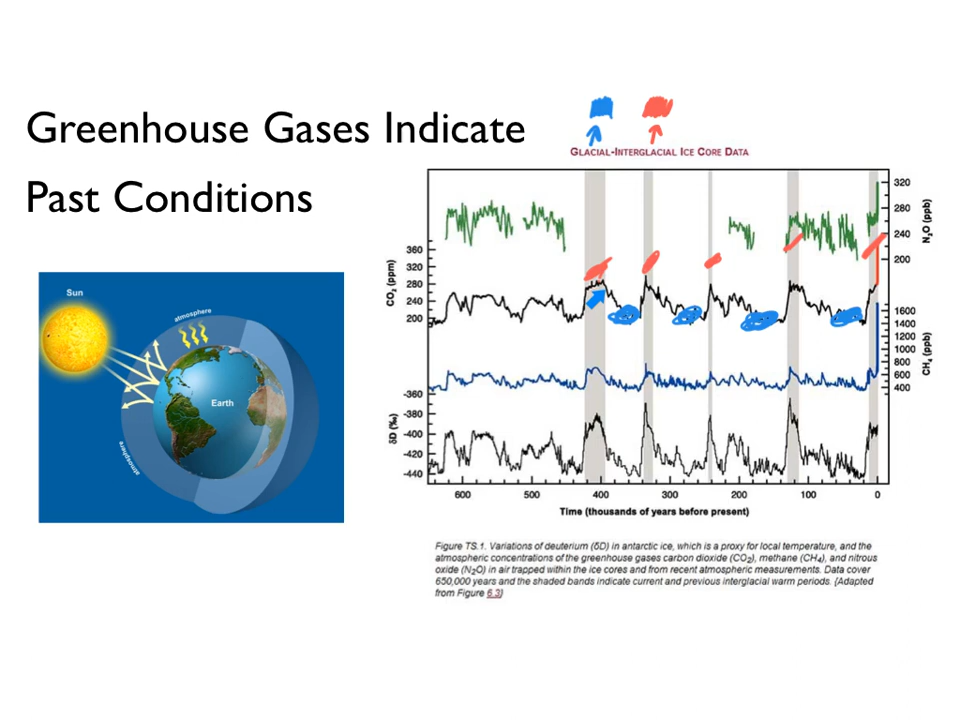 Greenhouse Gases Indicate
Past Conditions
GLACIAL-INTERGLACIAL ICE CORE DATA
Sun
atmosphere
Earth
atmosphere
320
280
240
200
N2O (ppb)
360
320
280
240
200
CO2 (ppm)
1600
1400
1200
1000
800
600
400
CH4 (ppb)
-360
-380
-400
-420
-440
δD (‰)
600 500 400 300 200 100 0
Time (thousands of years before present)
Figure TS.1. Variations of deuterium (δD) in antarctic ice, which is a proxy for local temperature, and the
atmospheric concentrations of the greenhouse gases carbon dioxide (CO2), methane (CH4), and nitrous
oxide (N2O) in air trapped within the ice cores and from recent atmospheric measurements. Data cover
650,000 years and the shaded bands indicate current and previous interglacial warm periods. {Adapted
from Figure 6.3}